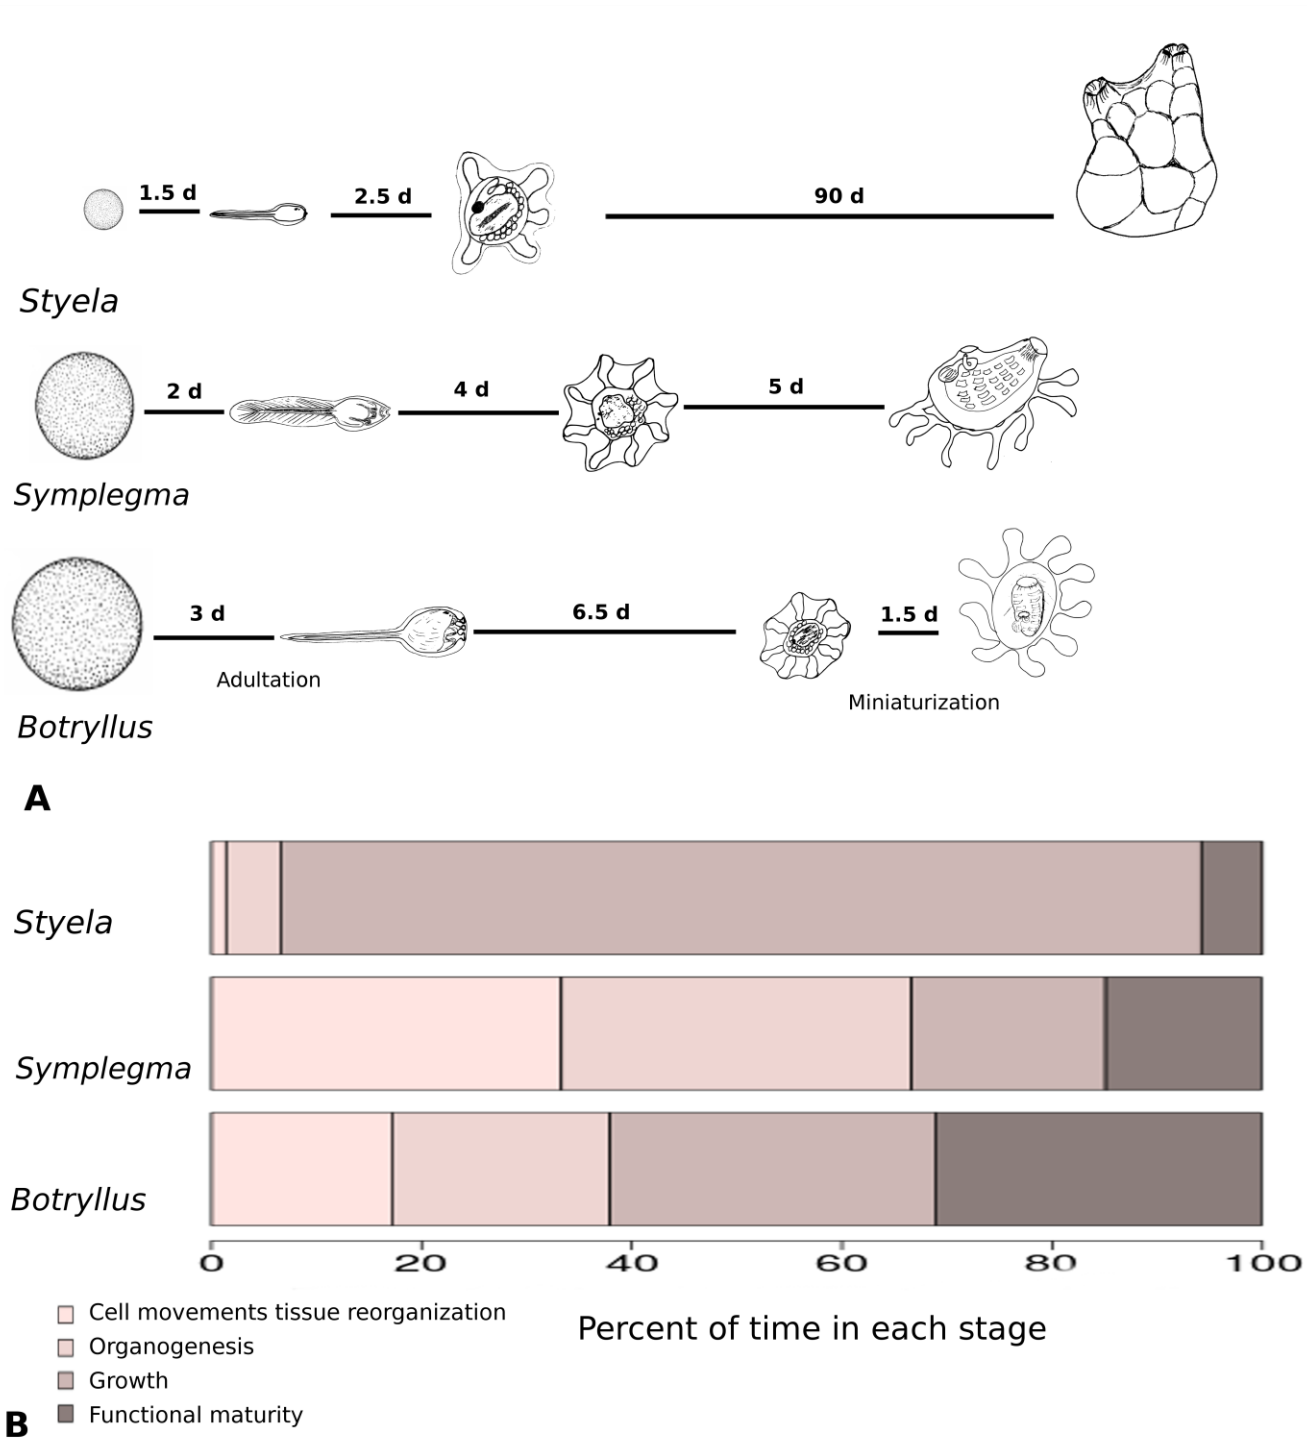 1.5 d
2.5 d
90 d
Styela
2 d
4 d
5 d
Symplegma
3 d
6.5 d
1.5 d
Adultation
Miniaturization
Botryllus
A
Styela
Symplegma
Botryllus
0 20 40 60 80 100
Cell movements tissue reorganization
Percent of time in each stage
Organogenesis
Growth
Functional maturity
B